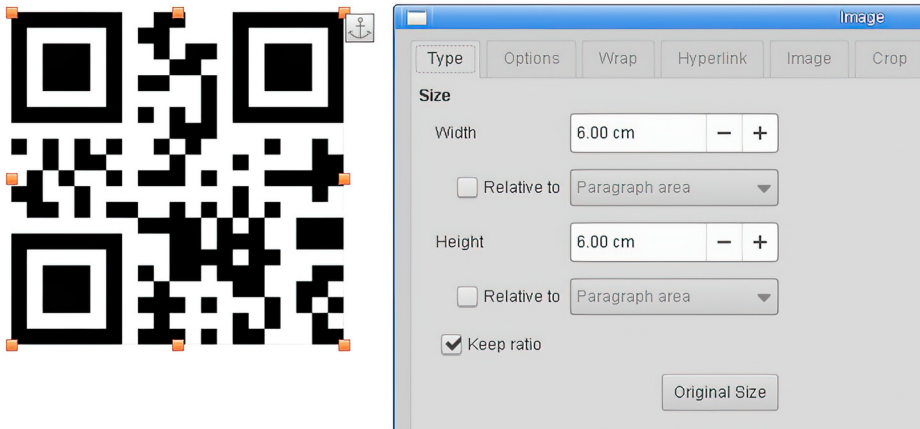 Image
Type Options Wrap Hyperlink Image Crop
Size
Width 6.00 cm − +
Relative to Paragraph area
Height 6.00 cm − +
Relative to Paragraph area
Keep ratio
Original Size